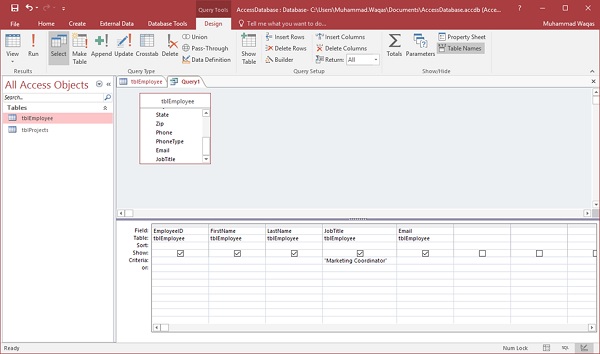 Query Tools
AccessDatabase : Database- C:\Users\Muhammad.Waqas\Documents\AccessDatabase.accdb (Acce...
File Home Create External Data Database Tools Design Tell me what you want to do... Muhammad Waqas
View Run Select Make Table Append Update Crosstab Delete
Union
Pass-Through
Data Definition
Show Table
Insert Rows
Delete Rows
Builder
Insert Columns
Delete Columns
Return: All
Totals Parameters
Property Sheet
Table Names
Results Query Type Query Setup Show/Hide
All Access Objects
Search...
Tables
tblEmployee
tblProjects
tblEmployee Query1
tblEmployee
State
Zip
Phone
PhoneType
Email
JobTitle
Field: EmployeeID FirstName LastName JobTitle Email
Table: tblEmployee tblEmployee tblEmployee tblEmployee tblEmployee
Sort:
Show:
Criteria: "Marketing Coordinator"
or:
Ready Num Lock SQL